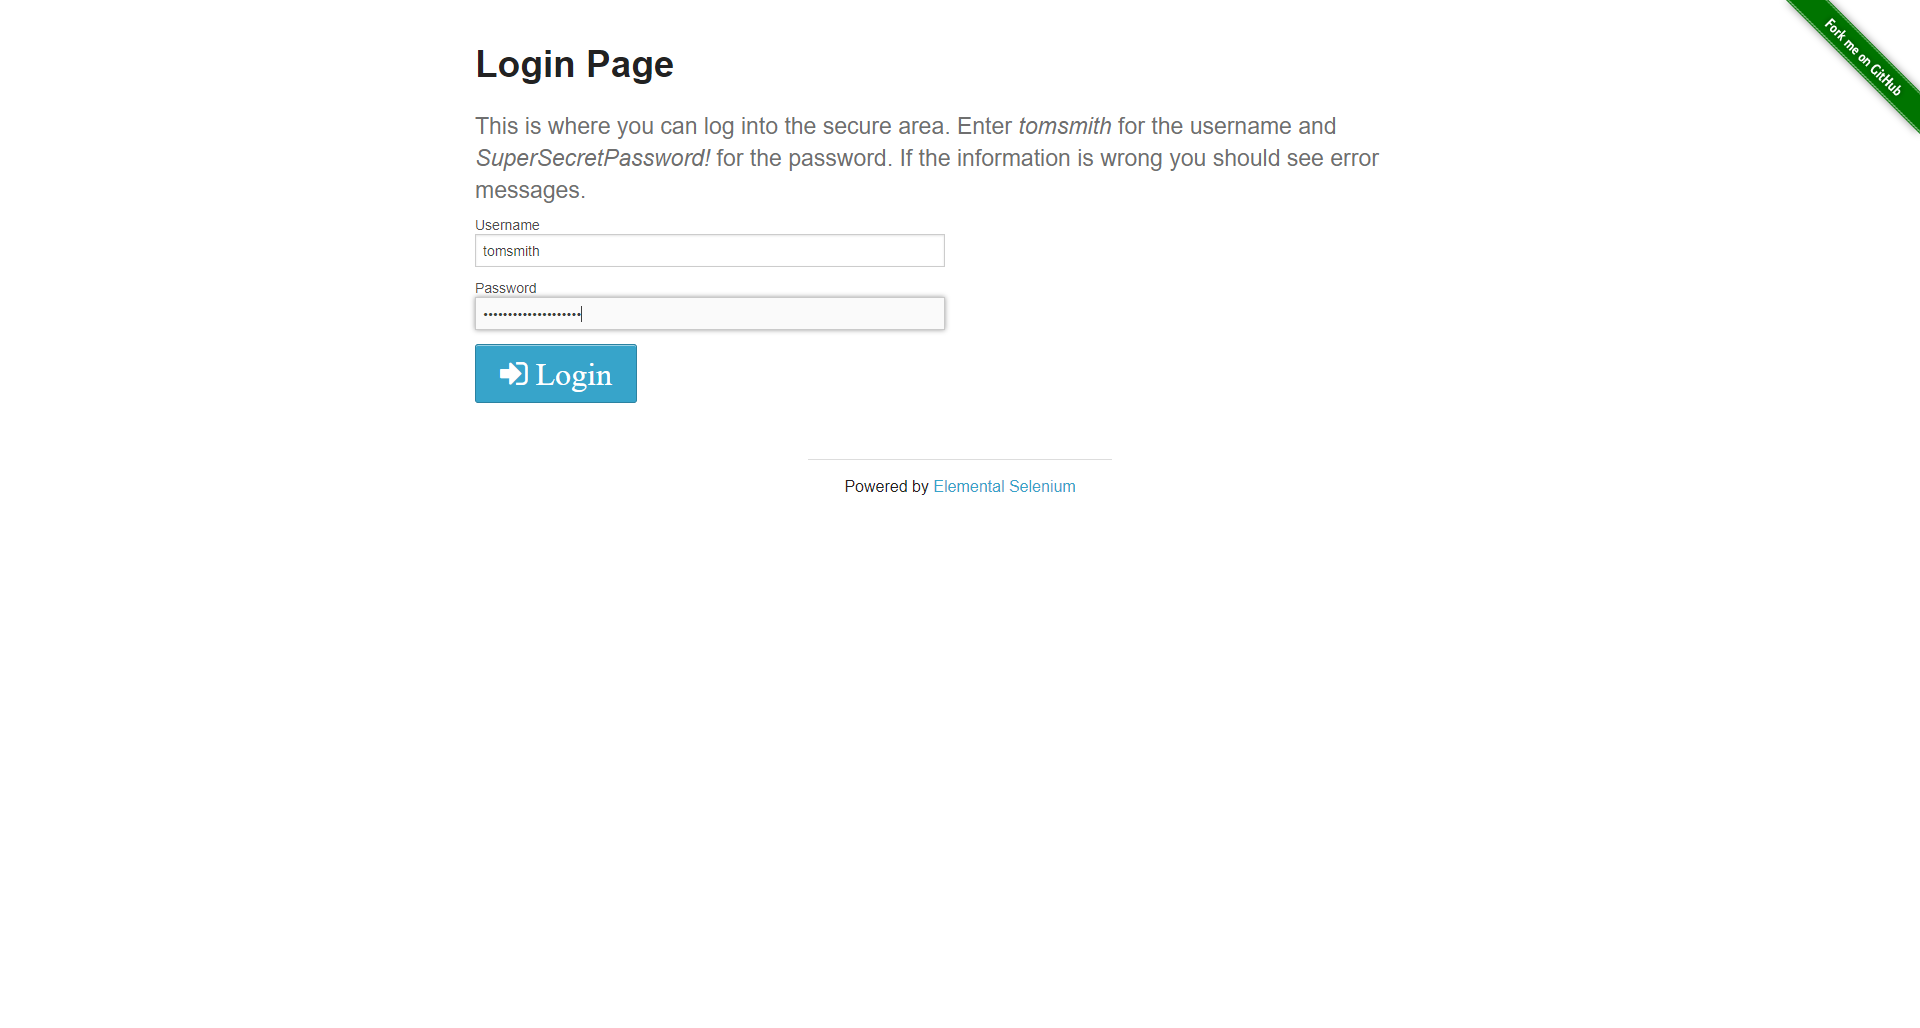 Fork me on GitHub
Login Page
This is where you can log into the secure area. Enter tomsmith for the username and
SuperSecretPassword! for the password. If the information is wrong you should see error
messages.
Username
tomsmith
Password
••••••••••••••••••••
Login
Powered by Elemental Selenium